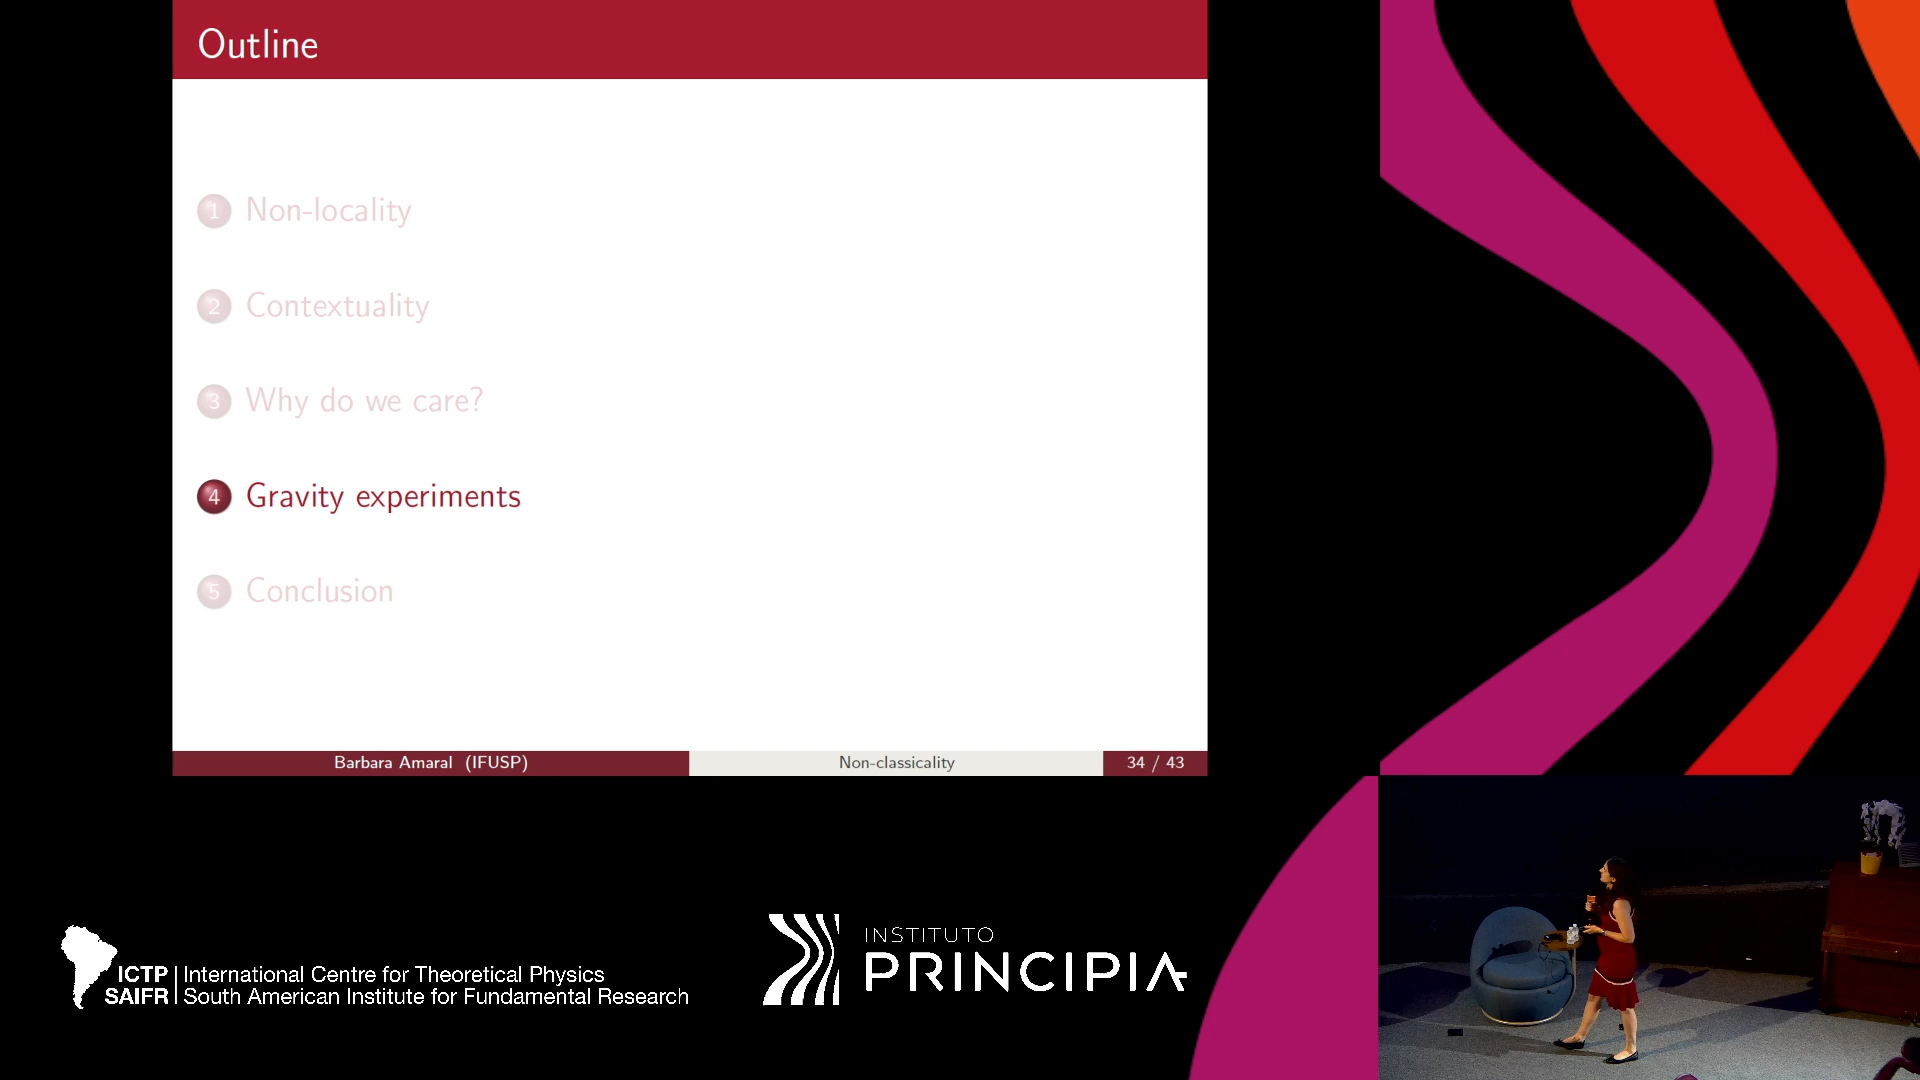 Outline
1 Non-locality
2 Contextuality
3 Why do we care?
4 Gravity experiments
5 Conclusion
Barbara Amaral (IFUSP) Non-classicality 34 / 43
ICTP International Centre for Theoretical Physics
SAIFR South American Institute for Fundamental Research
INSTITUTO
PRINCIPIA